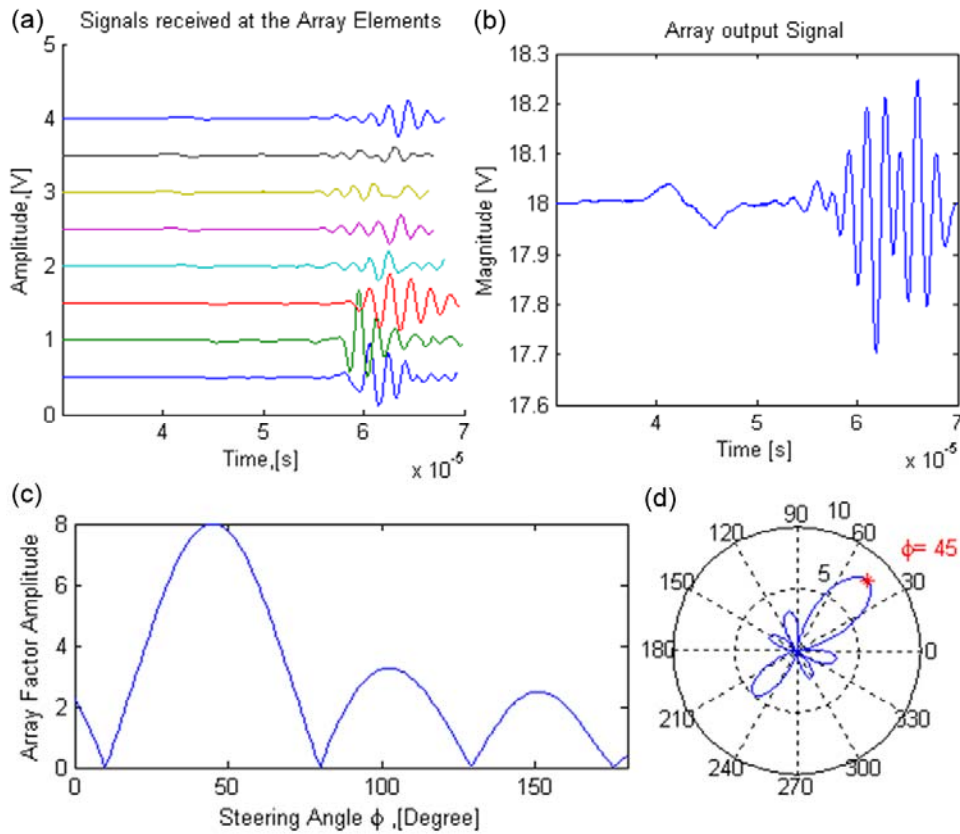 (a) Signals received at the Array Elements
5
4
3
2
1
0
Amplitude,[V]
4 5 6 7
Time,[s]
x 10-5
(b) Array output Signal
18.3
18.2
18.1
18
17.9
17.8
17.7
17.6
Magnitude [V]
4 5 6 7
Time [s]
x 10-5
(c)
8
6
4
2
0
Array Factor Amplitude
0 50 100 150
Steering Angle ϕ ,[Degree]
(d)
90 10
120 60
ϕ= 45
150 5 30
180 0
210 330
240 300
270